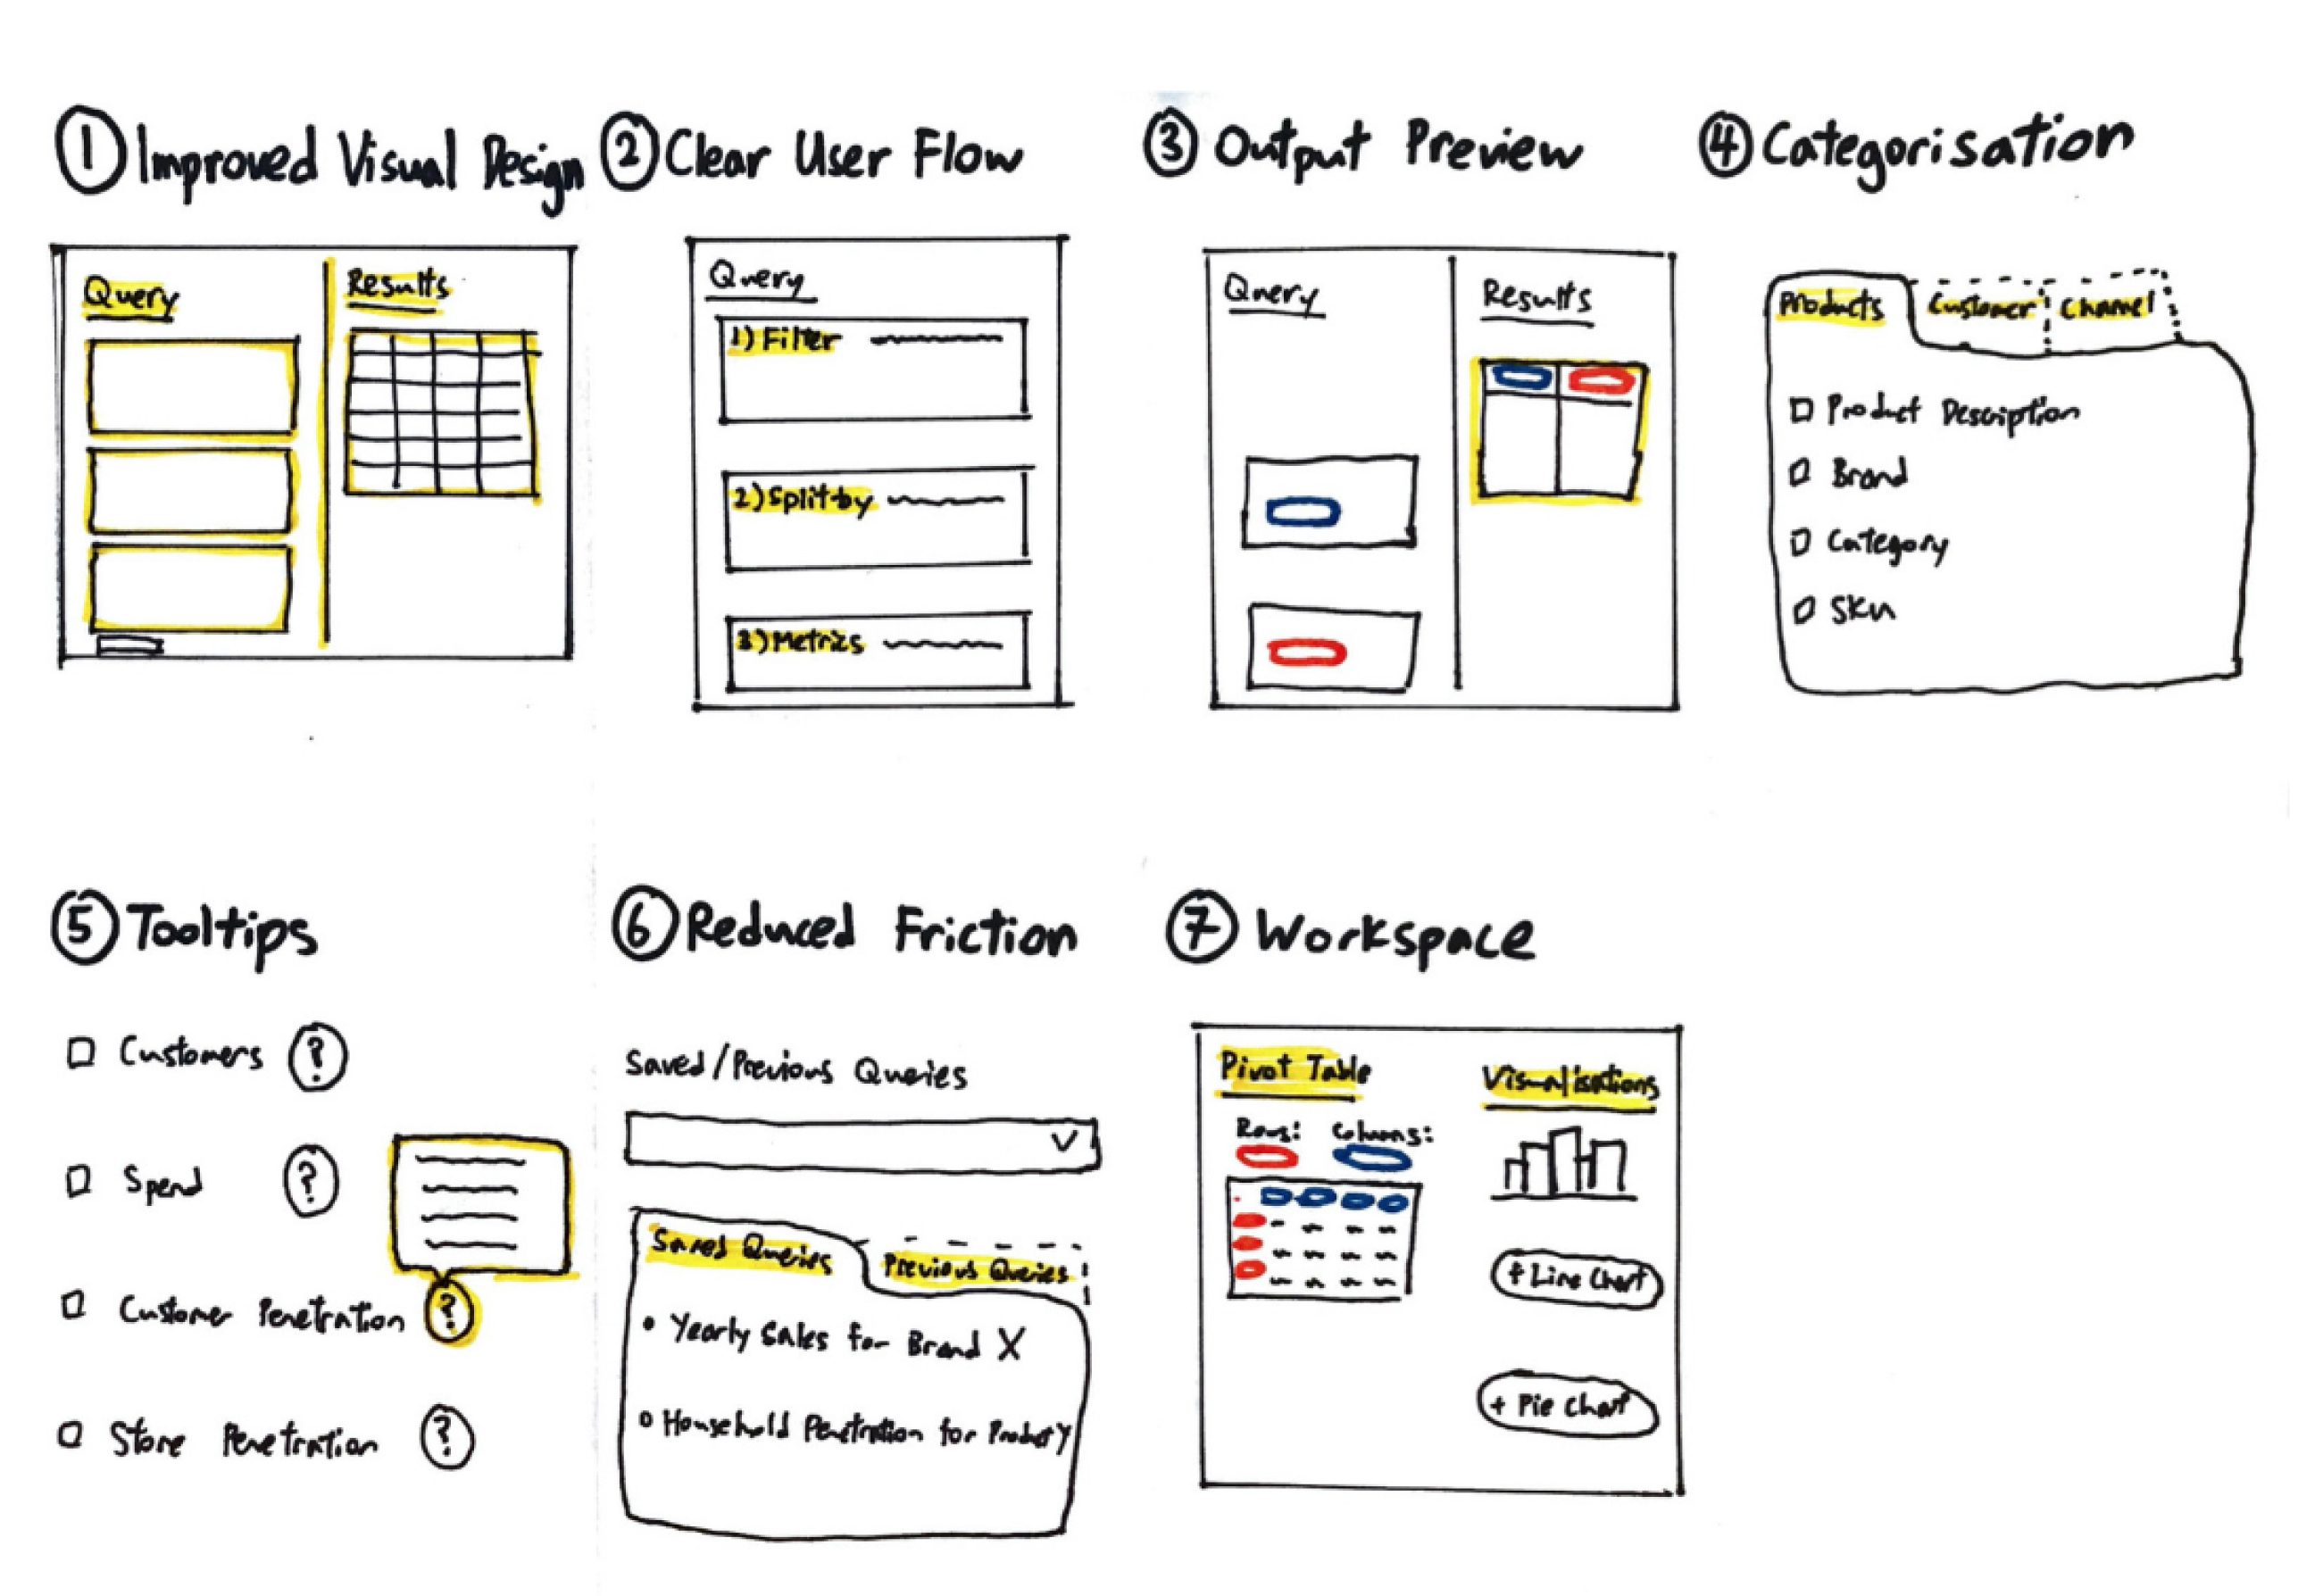 ① Improved Visual Design
Query
Results
② Clear User Flow
Query
1) Filter
2) Split by
3) Metrics
③ Output Preview
Query
Results
④ Categorisation
Products
Customer
Channel
Product Description
Brand
Category
SKU
⑤ Tooltips
Customers ?
Spend ?
Customer Penetration ?
Store Penetration ?
⑥ Reduced Friction
Saved/Previous Queries
Saved Queries
Previous Queries
Yearly Sales for Brand X
Household Penetration for Product Y
⑦ Workspace
Pivot Table
Rows: Columns:
Visualisations
+ Line Chart
+ Pie Chart